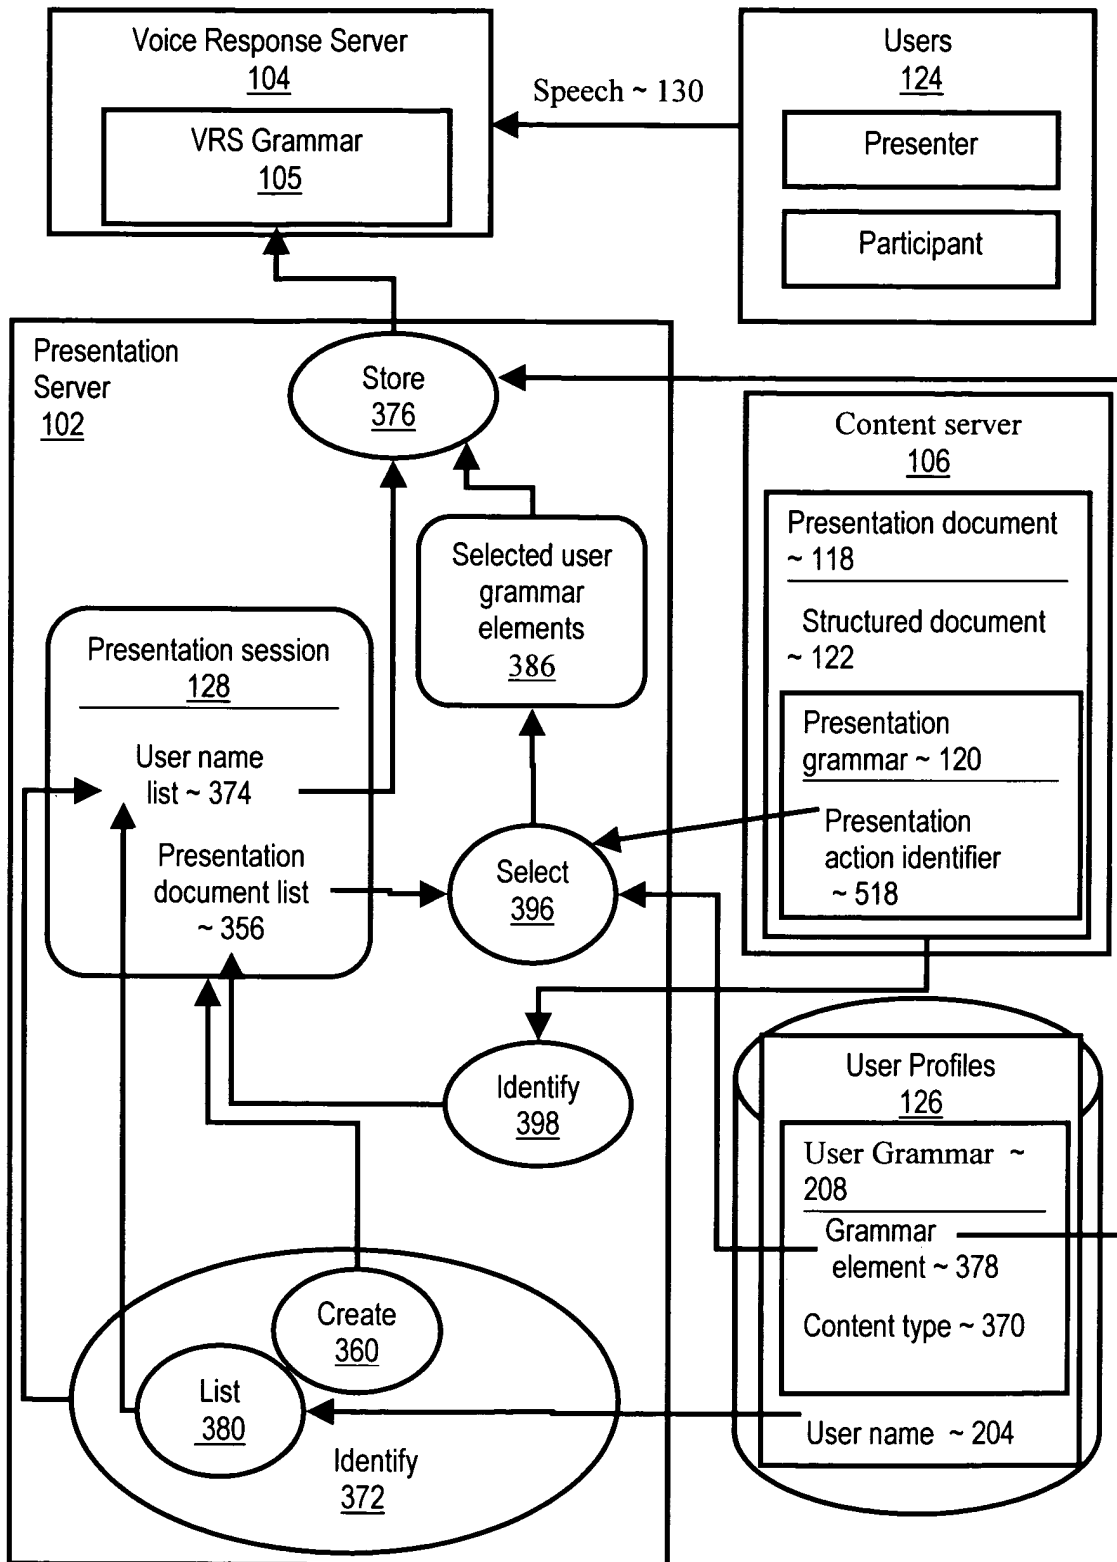 Voice Response Server
104
VRS Grammar
105
Speech ~ 130
Users
124
Presenter
Participant
Presentation
Server
102
Store
376
Selected user
grammar
elements
386
Presentation session
128
User name
list ~ 374
Presentation
document list
~ 356
Select
396
Identify
398
Create
360
List
380
Identify
372
Content server
106
Presentation document
~ 118
Structured document
~ 122
Presentation
grammar ~ 120
Presentation
action identifier
~ 518
User Profiles
126
User Grammar ~
208
Grammar
element ~ 378
Content type ~ 370
User name ~ 204